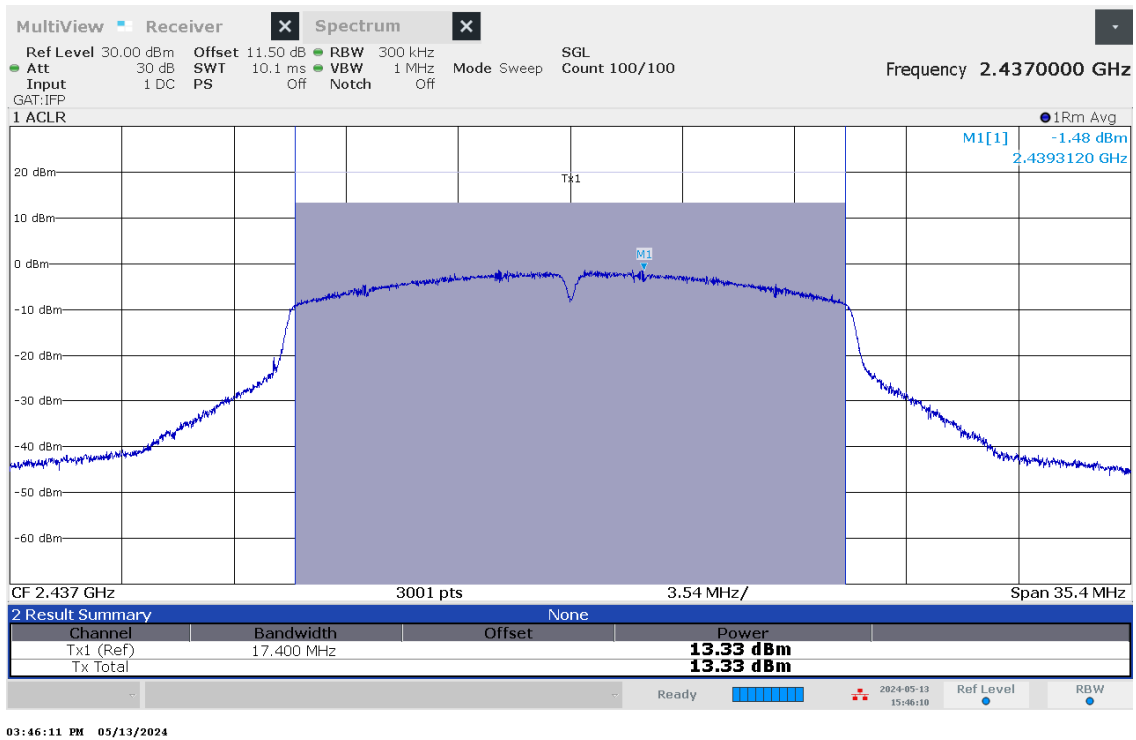 MultiView Receiver X Spectrum X
Ref Level 30.00 dBm Offset 11.50 dB RBW 300 kHz SGL
Att 30 dB SWT 10.1 ms VBW 1 MHz Mode Sweep Count 100/100 Frequency 2.4370000 GHz
Input 1 DC PS Off Notch Off
GAT:IFP
1 ACLR 1Rm Avg
M1[1] -1.48 dBm
2.4393120 GHz
20 dBm
Tx1
10 dBm
M1
0 dBm
-10 dBm
-20 dBm
-30 dBm
-40 dBm
-50 dBm
-60 dBm
CF 2.437 GHz 3001 pts 3.54 MHz/ Span 35.4 MHz
2 Result Summary None
Channel Bandwidth Offset Power
Tx1 (Ref) 17.400 MHz 13.33 dBm
Tx Total 13.33 dBm
Ready 2024-05-13 Ref Level RBW
15:46:10
03:46:11 PM 05/13/2024